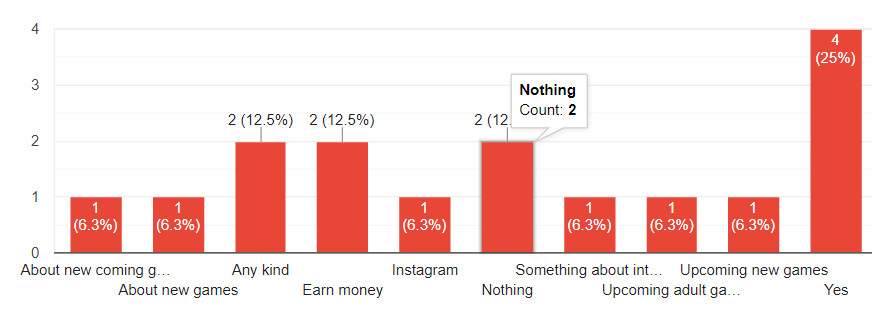 4
3
2
1
0
1
(6.3%)
1
(6.3%)
2 (12.5%)
2 (12.5%)
1
(6.3%)
2 (12.
Nothing
Count: 2
1
(6.3%)
1
(6.3%)
1
(6.3%)
4
(25%)
About new coming g…
About new games
Any kind
Earn money
Instagram
Nothing
Something about int…
Upcoming adult ga…
Upcoming new games
Yes